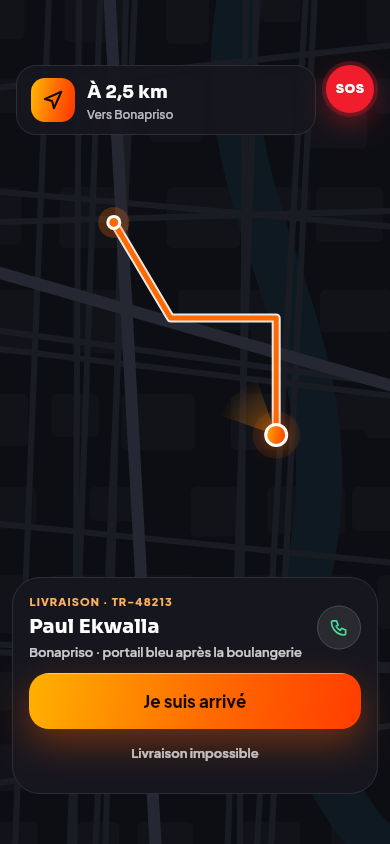 À 2,5 km
Vers Bonapriso
SOS
LIVRAISON · TR-48213
Paul Ekwalla
Bonapriso · portail bleu après la boulangerie
Je suis arrivé
Livraison impossible